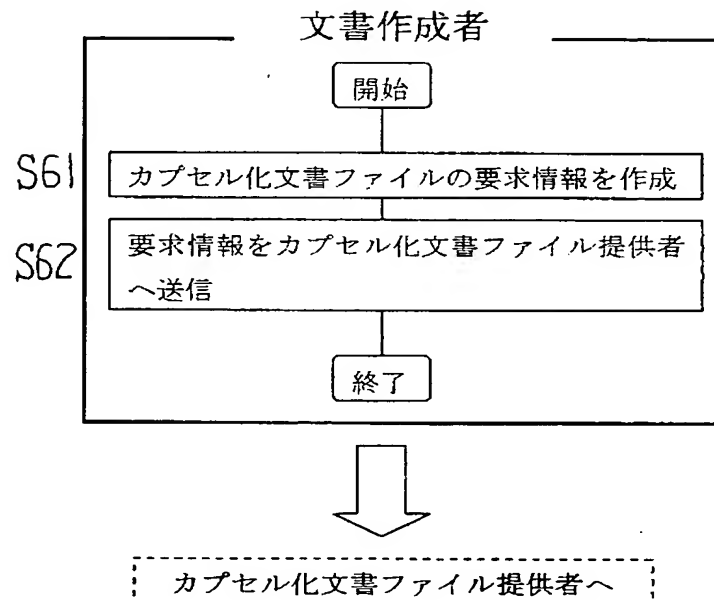 文書作成者
開始
S61
カプセル化文書ファイルの要求情報を作成
S62
要求情報をカプセル化文書ファイル提供者
へ送信
終了
カプセル化文書ファイル提供者へ